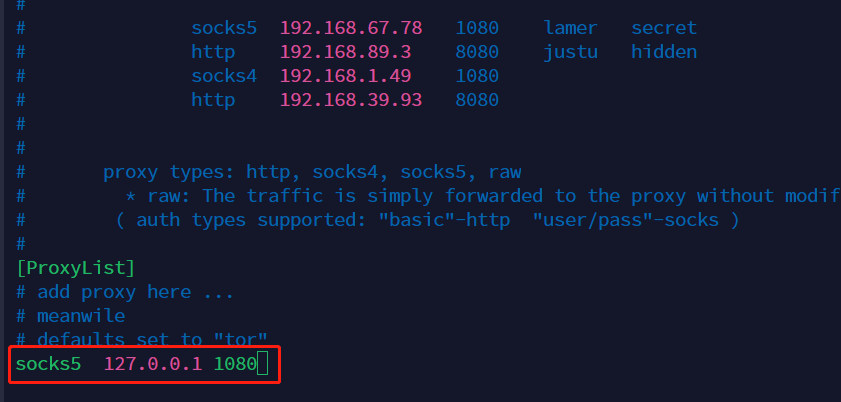 #
#               socks5  192.168.67.78   1080    lamer   secret
#               http    192.168.89.3    8080    justu   hidden
#               socks4  192.168.1.49    1080
#               http    192.168.39.93   8080
#
#
#       proxy types: http, socks4, socks5, raw
#         * raw: The traffic is simply forwarded to the proxy without modif
#        ( auth types supported: "basic"-http  "user/pass"-socks )
#
[ProxyList]
# add proxy here ...
# meanwile
# defaults set to "tor"
socks5  127.0.0.1 1080